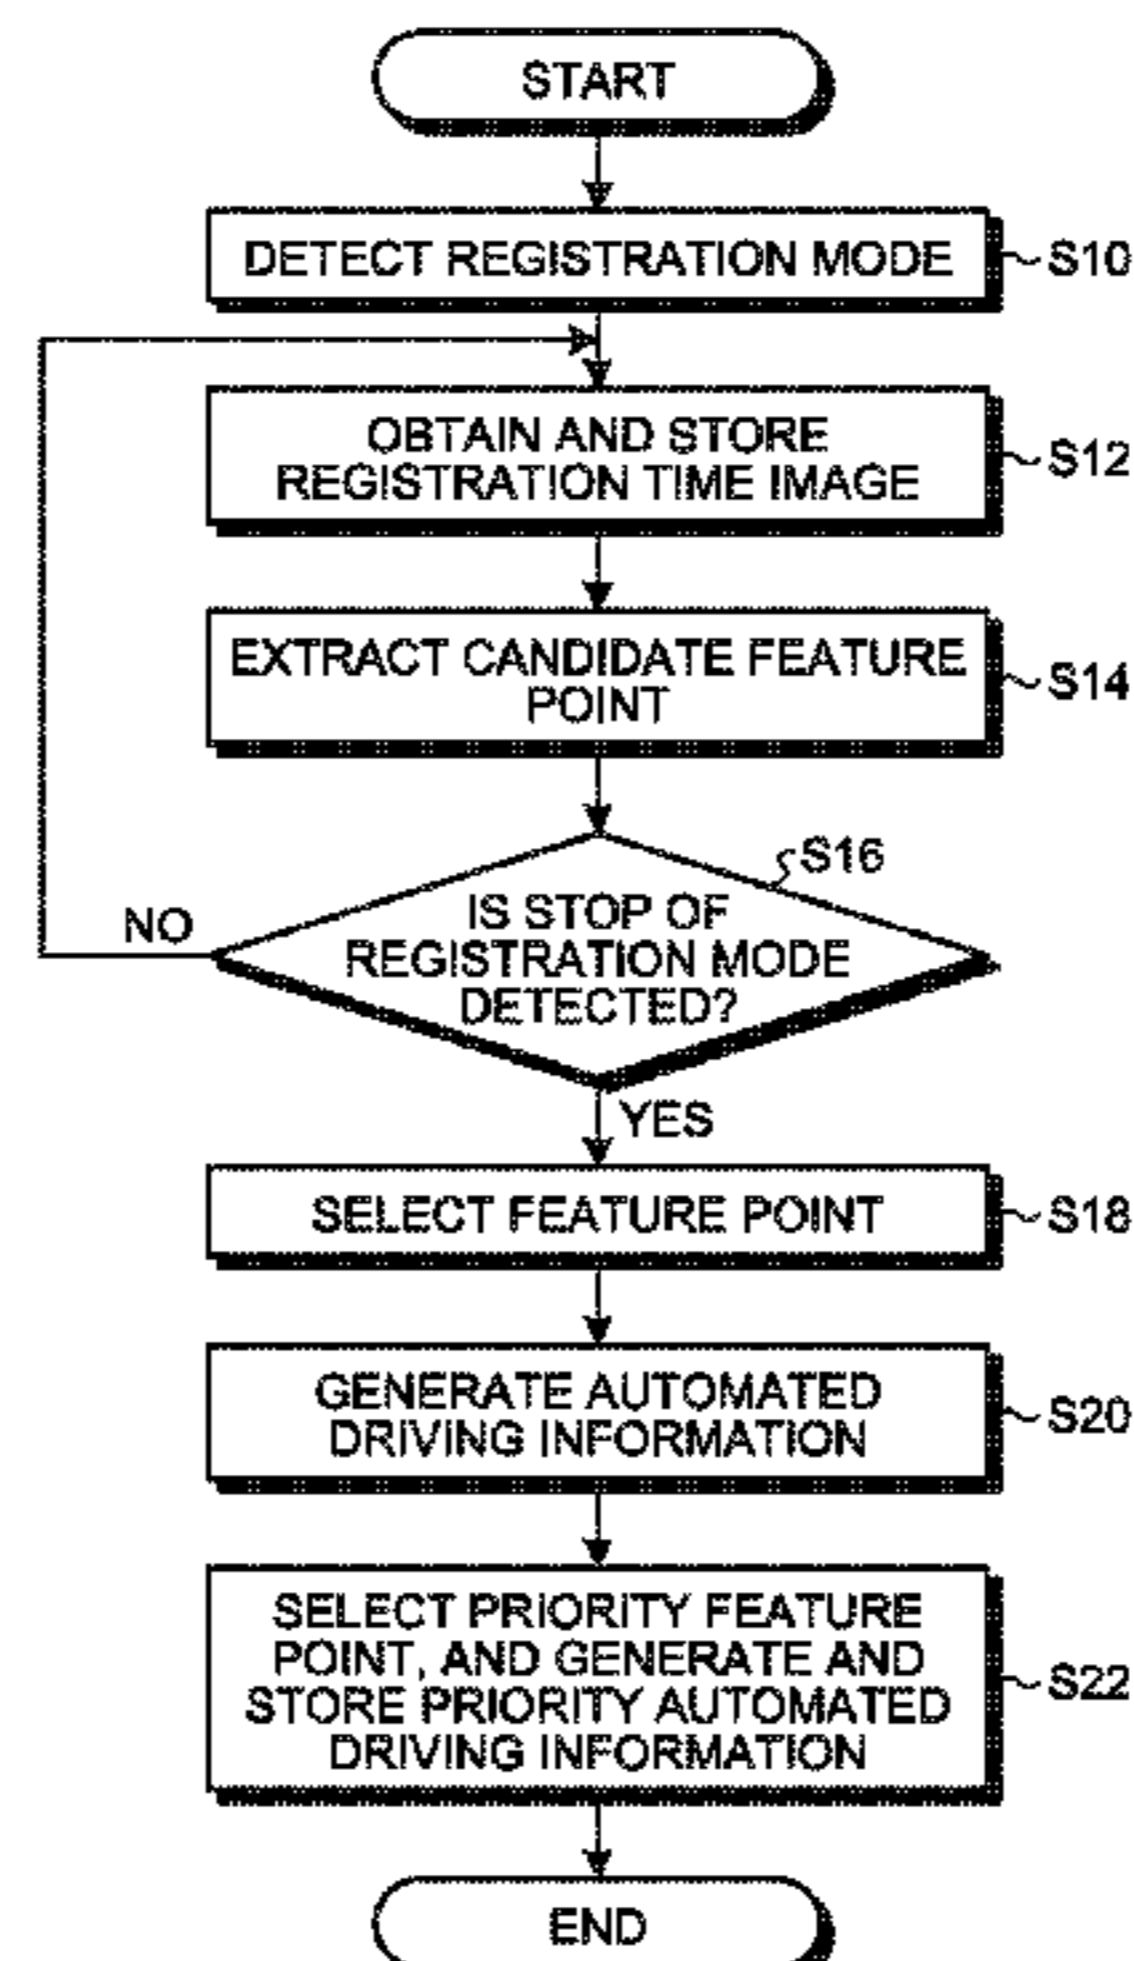 START
DETECT REGISTRATION MODE
S10
OBTAIN AND STORE
REGISTRATION TIME IMAGE
S12
EXTRACT CANDIDATE FEATURE
POINT
S14
S16
IS STOP OF
REGISTRATION MODE
DETECTED?
NO
YES
SELECT FEATURE POINT
S18
GENERATE AUTOMATED
DRIVING INFORMATION
S20
SELECT PRIORITY FEATURE
POINT, AND GENERATE AND
STORE PRIORITY AUTOMATED
DRIVING INFORMATION
S22
END